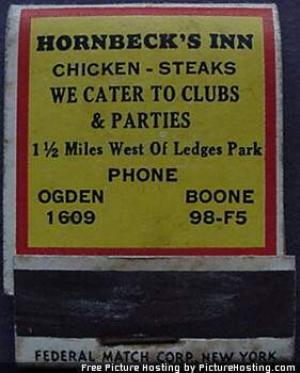 HORNBECK'S INN
CHICKEN - STEAKS
WE CATER TO CLUBS
& PARTIES
1 1/2 Miles West Of Ledges Park
PHONE
OGDEN BOONE
1609 98-F5
FEDERAL MATCH CORP. NEW YORK
Free Picture Hosting by PictureHosting.com